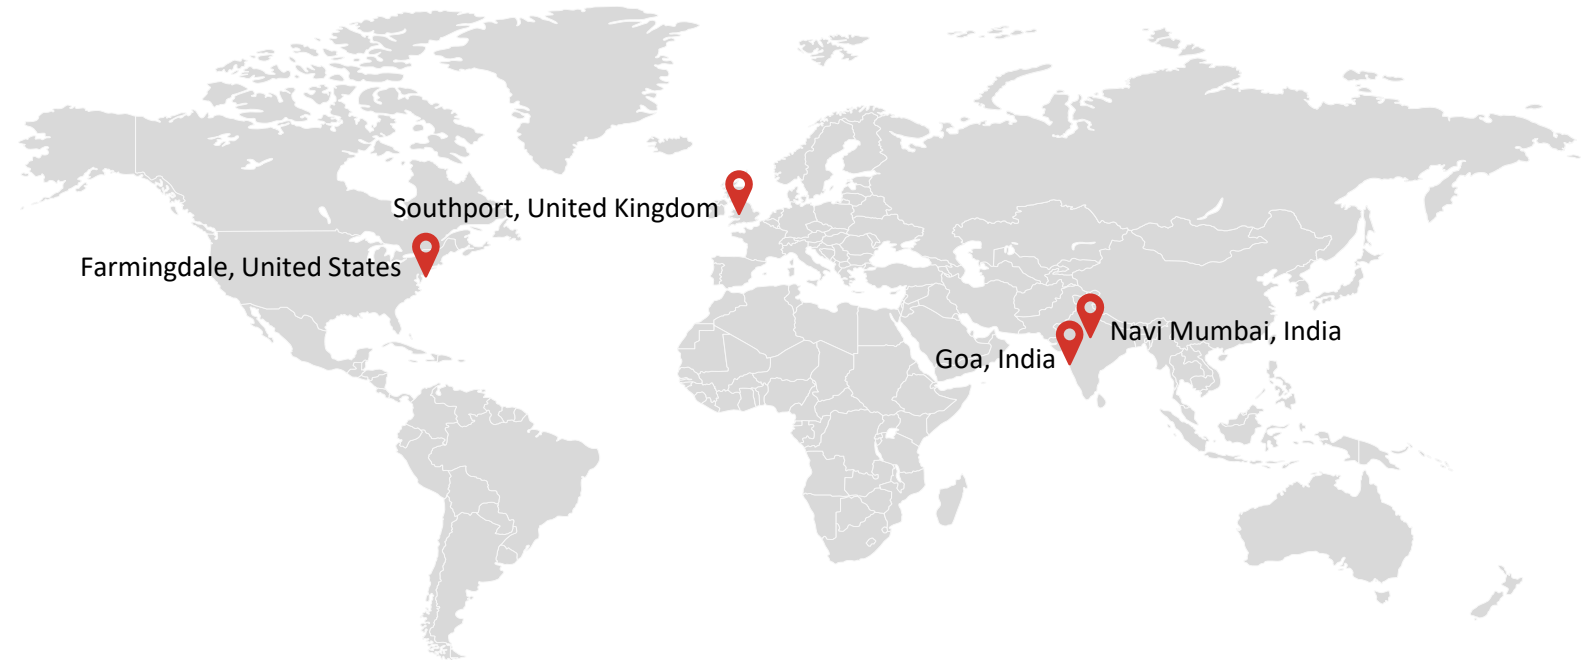 Southport, United Kingdom
Farmingdale, United States
Navi Mumbai, India
Goa, India